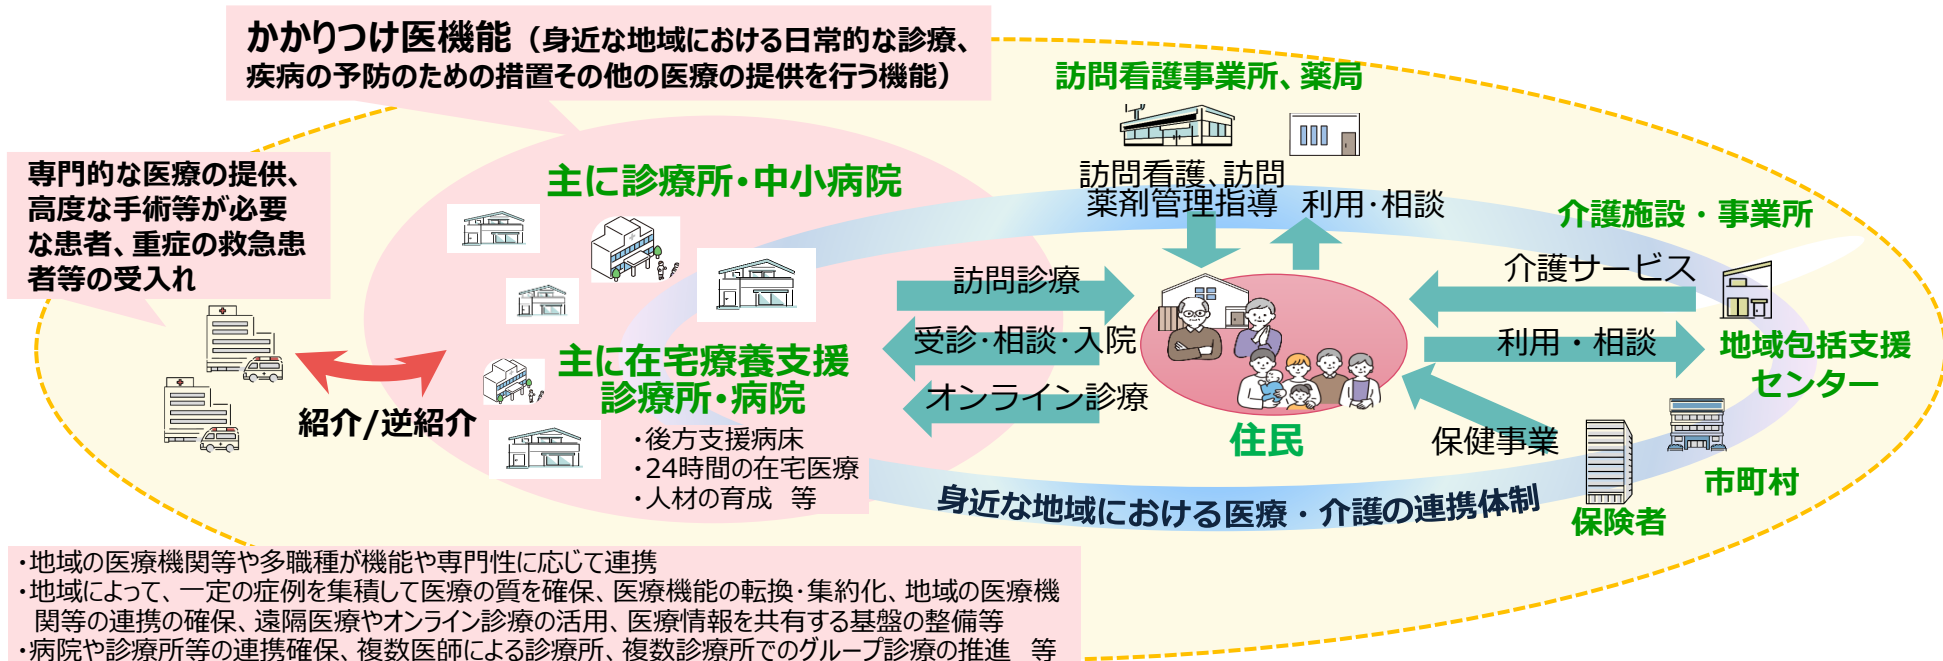 かかりつけ医機能（身近な地域における日常的な診療、
疾病の予防のための措置その他の医療の提供を行う機能）
専門的な医療の提供、
高度な手術等が必要
な患者、重症の救急患
者等の受入れ
紹介/逆紹介
主に診療所・中小病院
主に在宅療養支援
診療所・病院
・後方支援病床
・24時間の在宅医療
・人材の育成　等
訪問診療
受診・相談・入院
オンライン診療
訪問看護事業所、薬局
訪問看護、訪問
薬剤管理指導
利用・相談
住民
介護施設・事業所
介護サービス
利用・相談
地域包括支援
センター
保健事業
市町村
保険者
身近な地域における医療・介護の連携体制
・地域の医療機関等や多職種が機能や専門性に応じて連携
・地域によって、一定の症例を集積して医療の質を確保、医療機能の転換・集約化、地域の医療機
関等の連携の確保、遠隔医療やオンライン診療の活用、医療情報を共有する基盤の整備等
・病院や診療所等の連携確保、複数医師による診療所、複数診療所でのグループ診療の推進　等